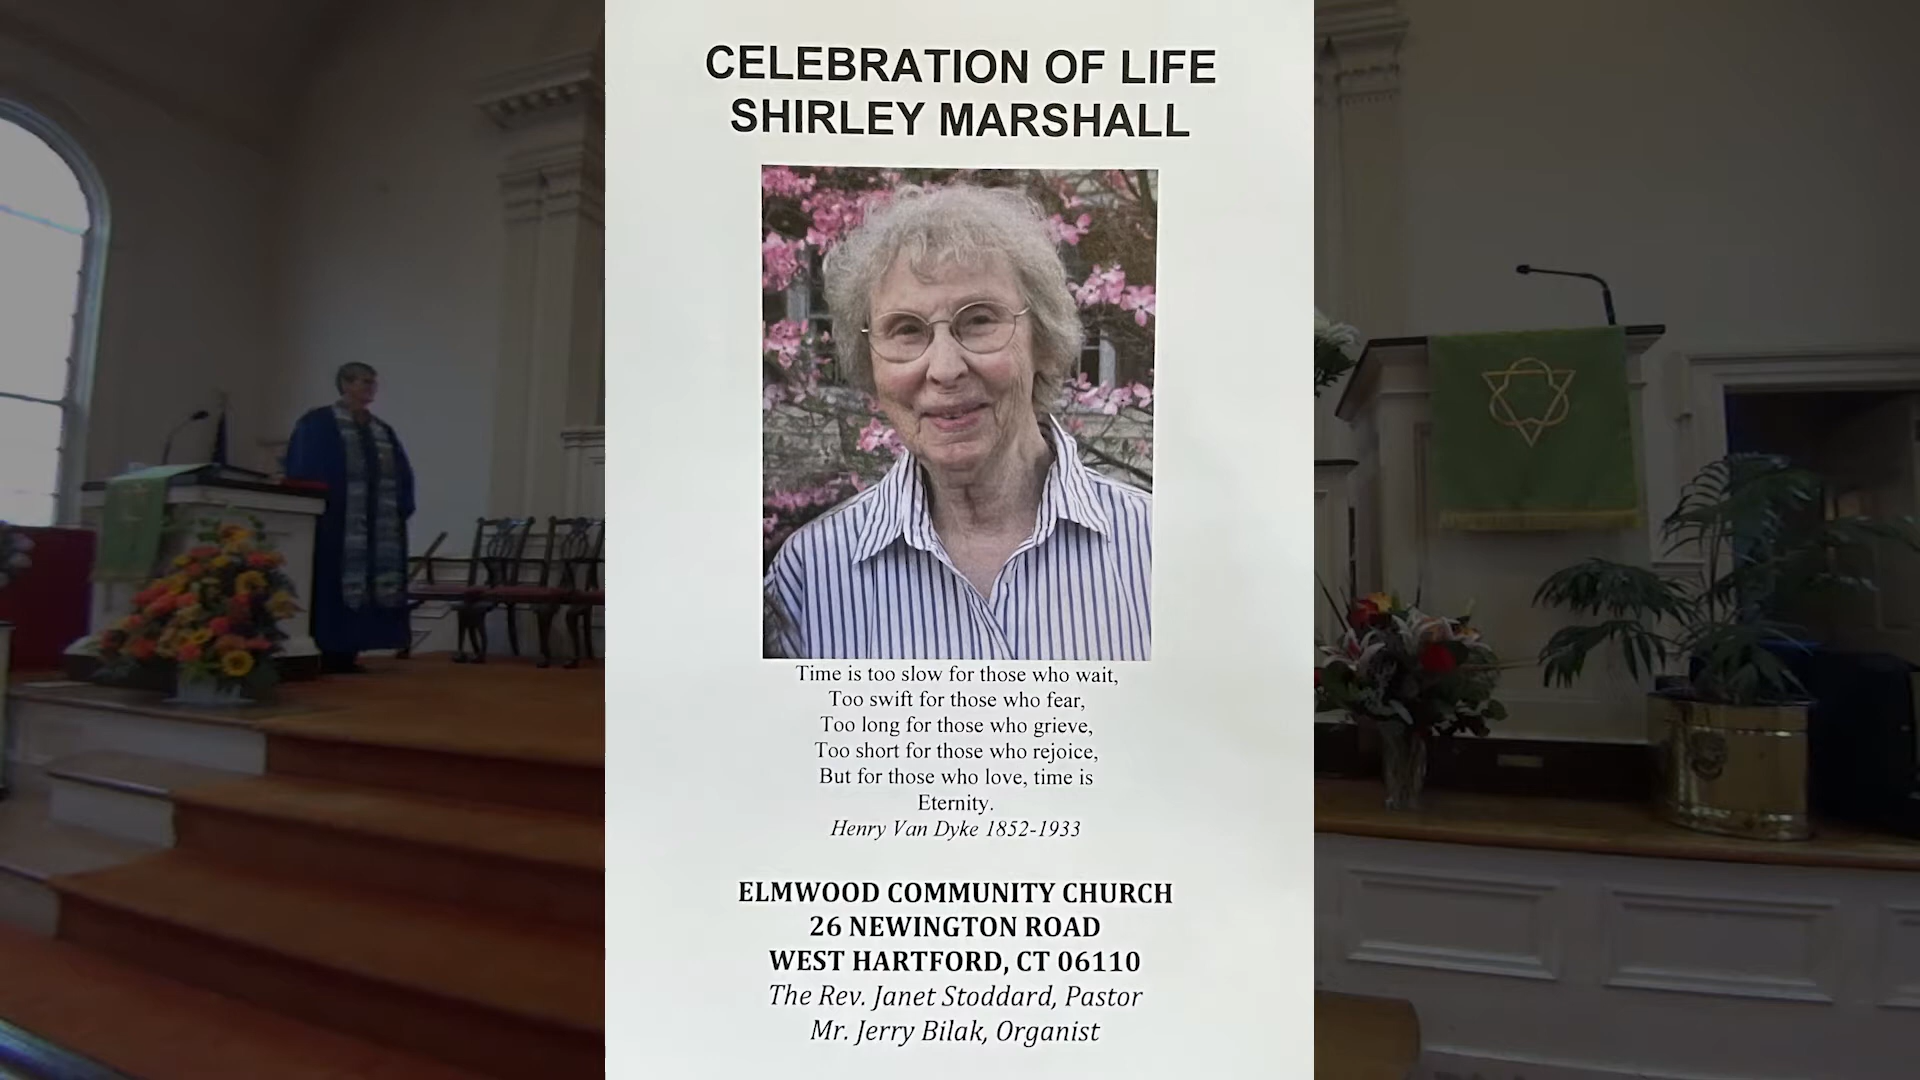 CELEBRATION OF LIFE
SHIRLEY MARSHALL
Time is too slow for those who wait,
Too swift for those who fear,
Too long for those who grieve,
Too short for those who rejoice,
But for those who love, time is
Eternity.
Henry Van Dyke 1852-1933
ELMWOOD COMMUNITY CHURCH
26 NEWINGTON ROAD
WEST HARTFORD, CT 06110
The Rev. Janet Stoddard, Pastor
Mr. Jerry Bilak, Organist